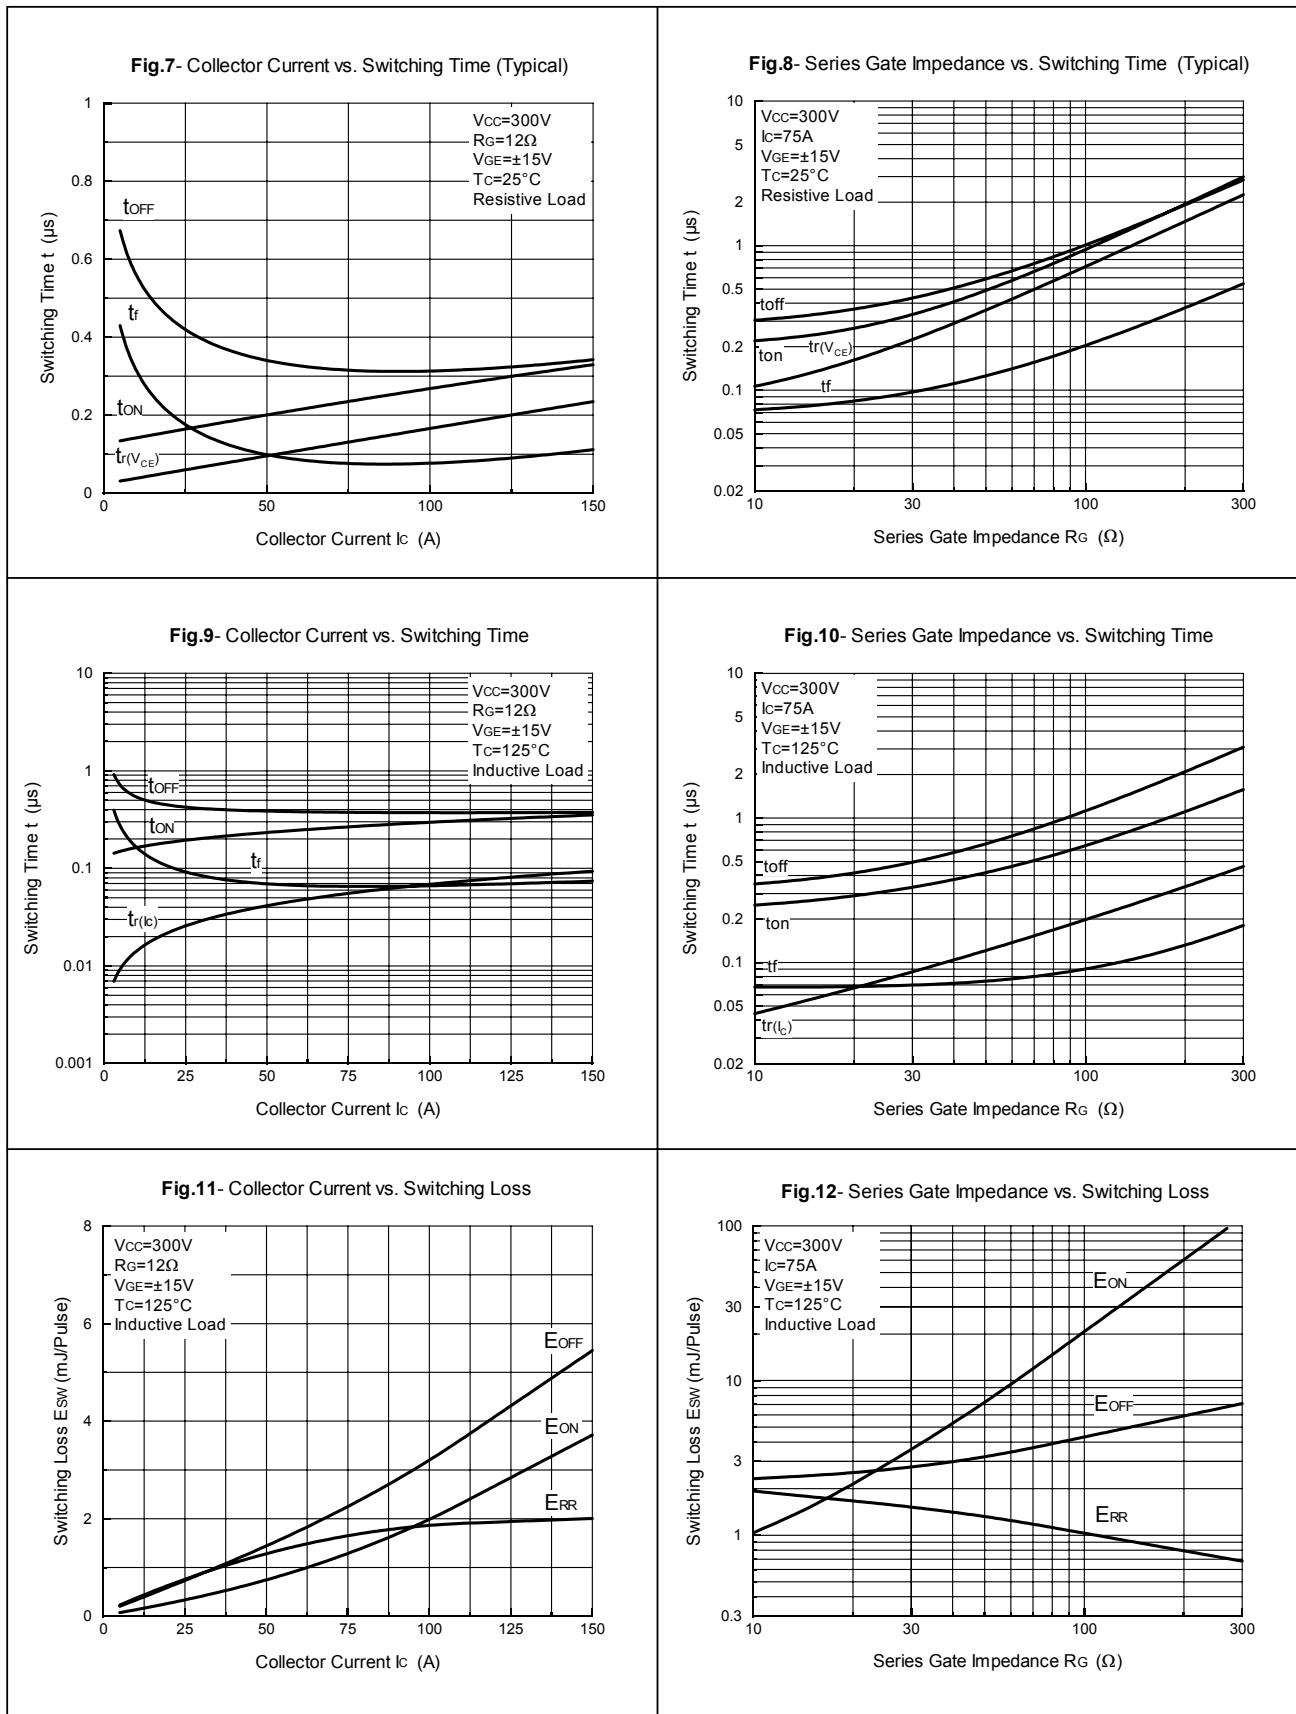 Fig.7- Collector Current vs. Switching Time (Typical)
1
0.8
0.6
0.4
0.2
0
Switching Time t (µs)
VCC=300V
RG=12Ω
VGE=±15V
TC=25°C
Resistive Load
tOFF
tf
tON
tr(VCE)
0
50
75
100
150
Collector Current IC (A)
Fig.8- Series Gate Impedance vs. Switching Time (Typical)
10
5
2
1
0.5
0.2
0.1
0.05
0.02
Switching Time t (µs)
VCC=300V
IC=75A
VGE=±15V
TC=25°C
Resistive Load
toff
ton
tr(VCE)
tf
10
30
100
300
Series Gate Impedance RG (Ω)
Fig.9- Collector Current vs. Switching Time
10
1
0.1
0.01
0.001
Switching Time t (µs)
VCC=300V
RG=12Ω
VGE=±15V
TC=125°C
Inductive Load
tOFF
tON
tf
tr(Ic)
0
25
50
75
100
125
150
Collector Current IC (A)
Fig.10- Series Gate Impedance vs. Switching Time
10
5
2
1
0.5
0.2
0.1
0.05
0.02
Switching Time t (µs)
VCC=300V
IC=75A
VGE=±15V
TC=125°C
Inductive Load
toff
ton
tf
tr(IC)
10
30
100
300
Series Gate Impedance RG (Ω)
Fig.11- Collector Current vs. Switching Loss
8
6
4
2
0
Switching Loss ESW (mJ/Pulse)
VCC=300V
RG=12Ω
VGE=±15V
TC=125°C
Inductive Load
EOFF
EON
ERR
0
25
50
75
100
125
150
Collector Current IC (A)
Fig.12- Series Gate Impedance vs. Switching Loss
100
30
10
3
1
0.3
Switching Loss ESW (mJ/Pulse)
VCC=300V
IC=75A
VGE=±15V
TC=125°C
Inductive Load
EON
EOFF
ERR
10
30
100
300
Series Gate Impedance RG (Ω)